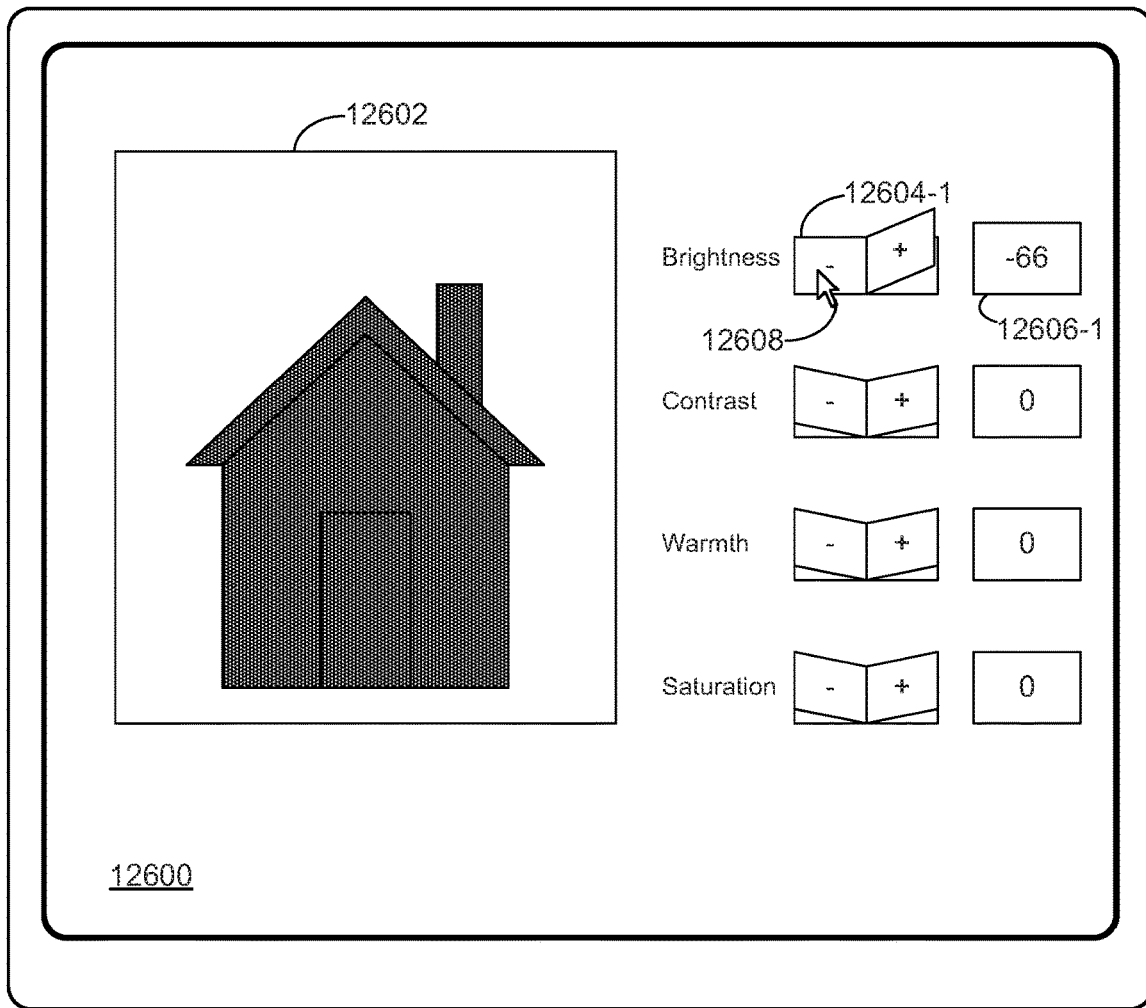 12602
12604-1
Brightness - + -66
12608 12606-1
Contrast - + 0
Warmth - + 0
Saturation - + 0
12600